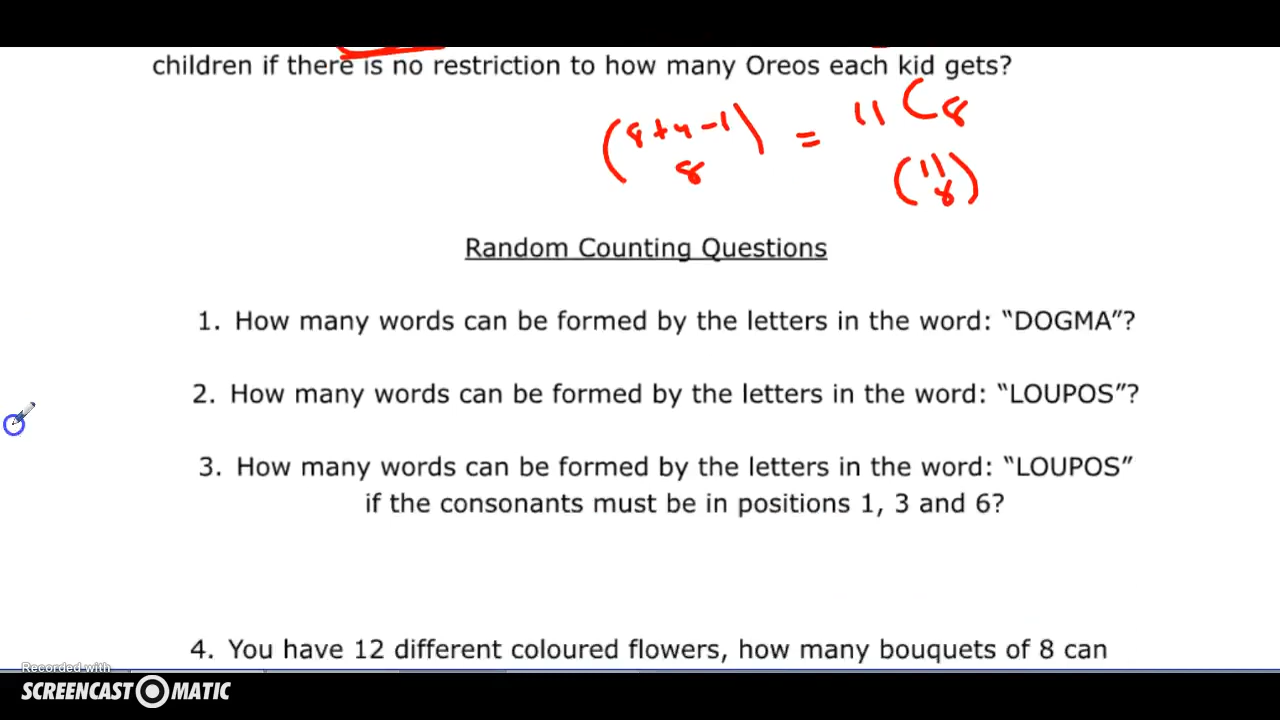 children if there is no restriction to how many Oreos each kid gets?
(8+4-1 8) = 11 C 8
(11 8)
Random Counting Questions
1. How many words can be formed by the letters in the word: “DOGMA”?
2. How many words can be formed by the letters in the word: “LOUPOS”?
3. How many words can be formed by the letters in the word: “LOUPOS”
if the consonants must be in positions 1, 3 and 6?
4. You have 12 different coloured flowers, how many bouquets of 8 can
Recorded with
SCREENCAST MATIC